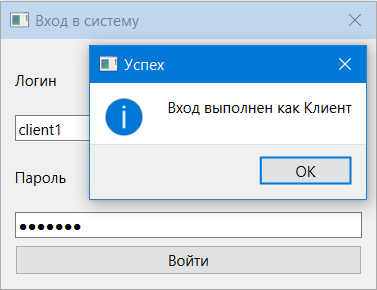 Вход в систему
Успех
Логин
Вход выполнен как Клиент
client1
OK
Пароль
●●●●●●●
Войти